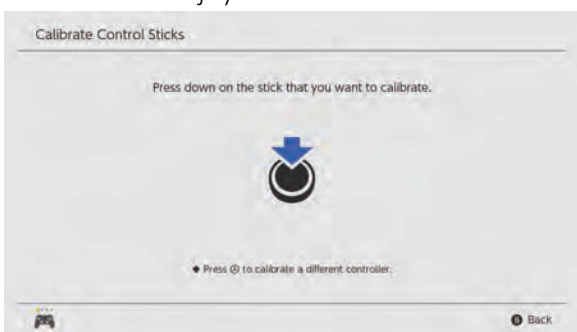 Calibrate Control Sticks
Press down on the stick that you want to calibrate.
◆ Press Ⓐ to calibrate a different controller.
Ⓑ Back